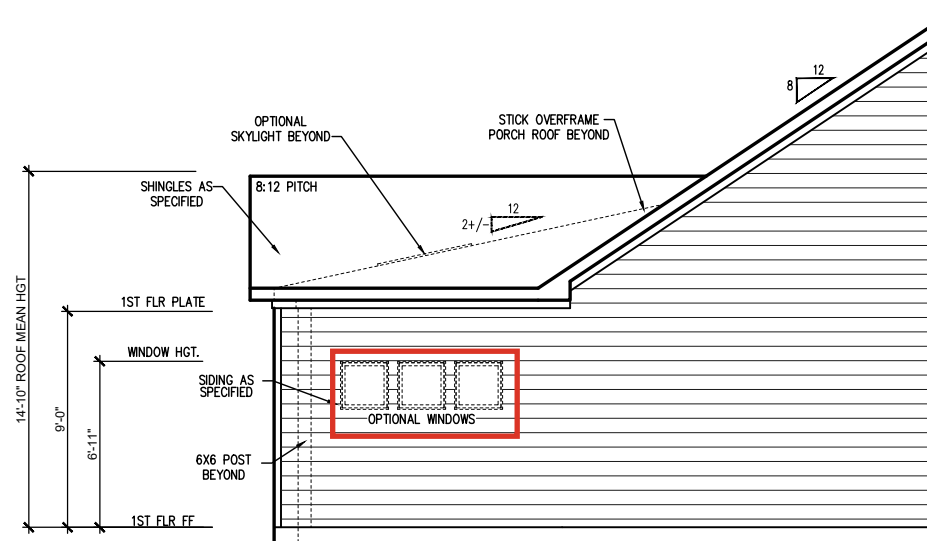 12
8
OPTIONAL
SKYLIGHT BEYOND
STICK OVERFRAME
PORCH ROOF BEYOND
SHINGLES AS
SPECIFIED
8:12 PITCH
12
2+/-
14'-10" ROOF MEAN HGT
1ST FLR PLATE
WINDOW HGT.
SIDING AS
SPECIFIED
OPTIONAL WINDOWS
9'-0"
6'-11"
6X6 POST
BEYOND
1ST FLR FF